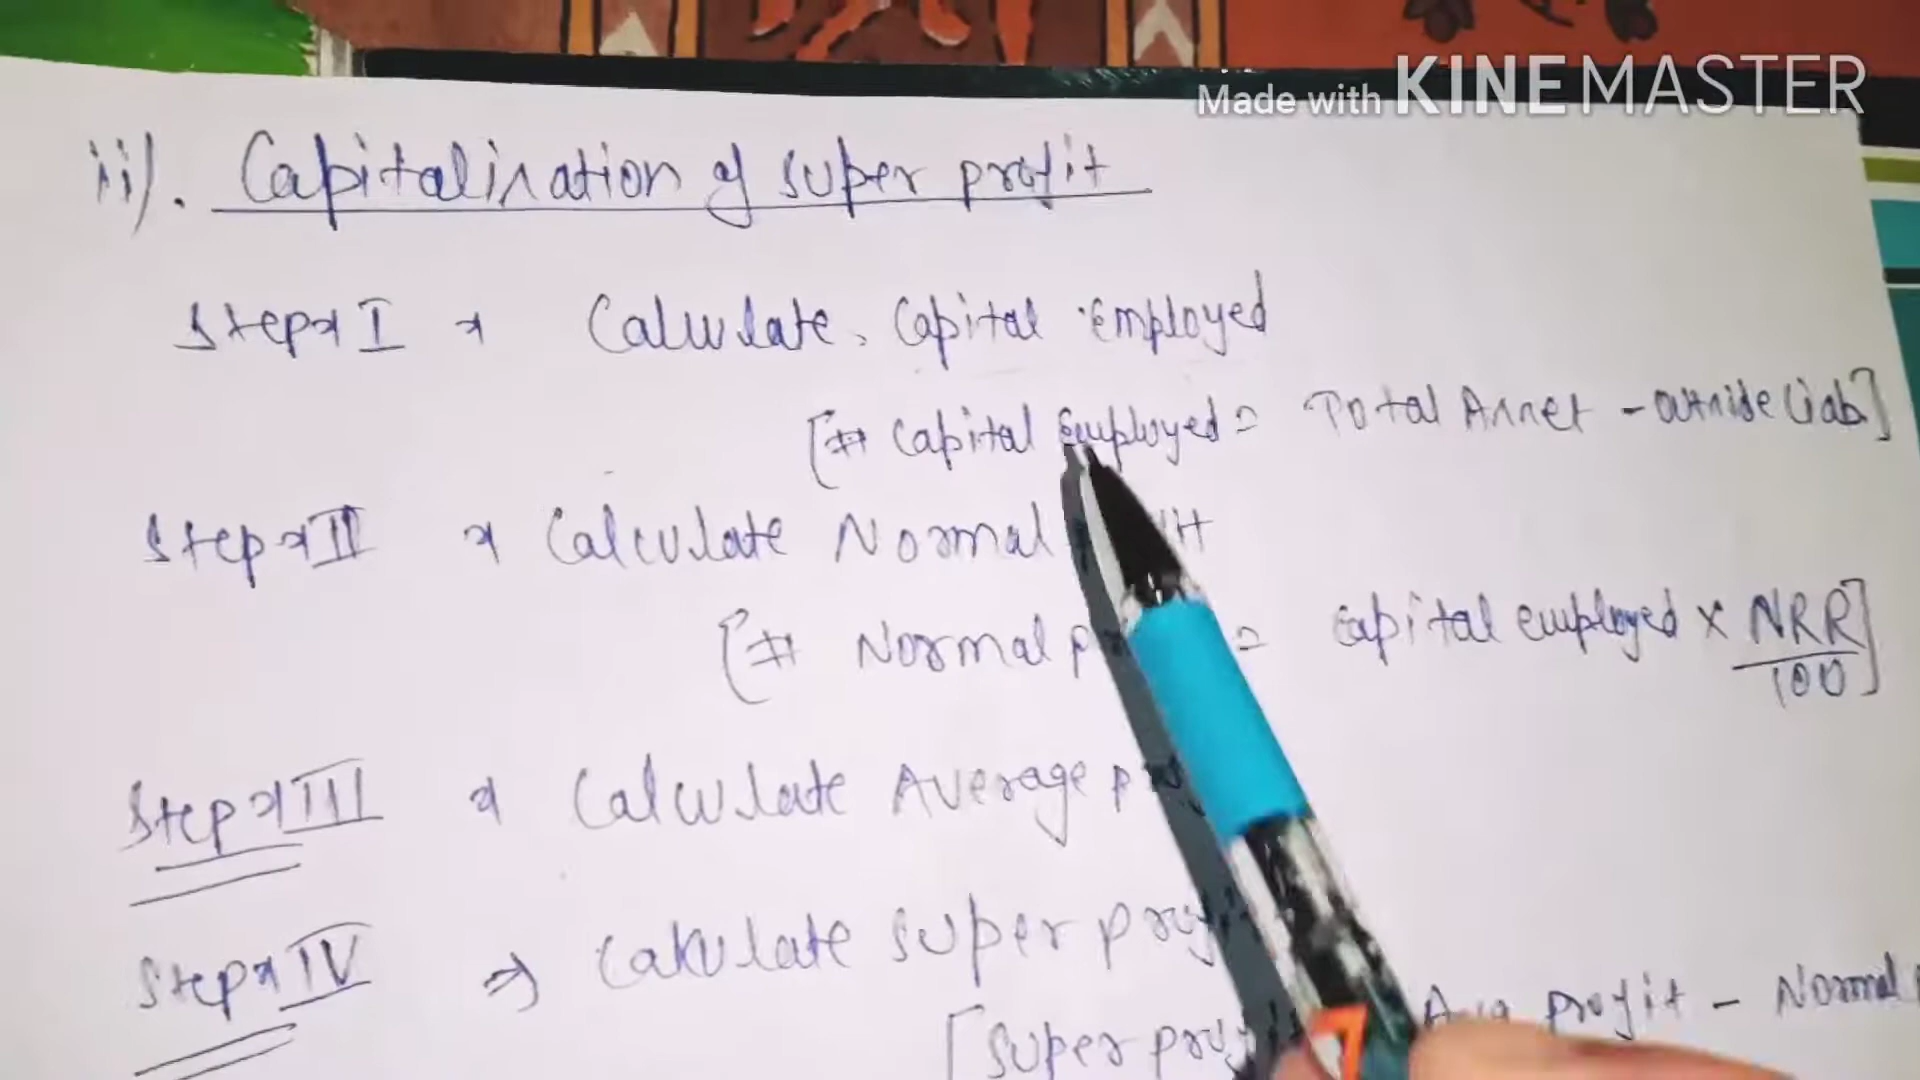 Made with KINEMASTER
ii). Capitalisation of super profit
Step I Calculate Capital Employed
[# Capital Employed = Total Asset - outside Liab]
Step II Calculate Normal
[# Normal = Capital employed x NRR/100]
Step III Calculate Average
Step IV ⇒ Calculate Super profit
[Super profit Avg profit - Normal